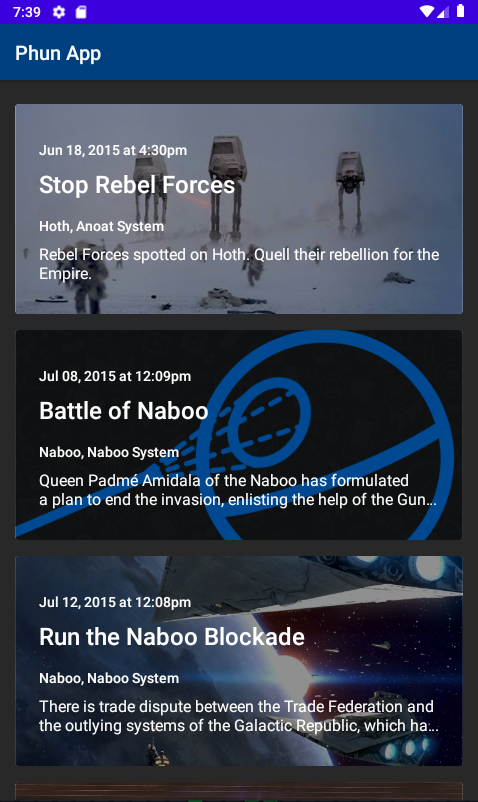 7:39
Phun App
Jun 18, 2015 at 4:30pm
Stop Rebel Forces
Hoth, Anoat System
Rebel Forces spotted on Hoth. Quell their rebellion for the
Empire.
Jul 08, 2015 at 12:09pm
Battle of Naboo
Naboo, Naboo System
Queen Padmé Amidala of the Naboo has formulated
a plan to end the invasion, enlisting the help of the Gun...
Jul 12, 2015 at 12:08pm
Run the Naboo Blockade
Naboo, Naboo System
There is trade dispute between the Trade Federation and
the outlying systems of the Galactic Republic, which ha...